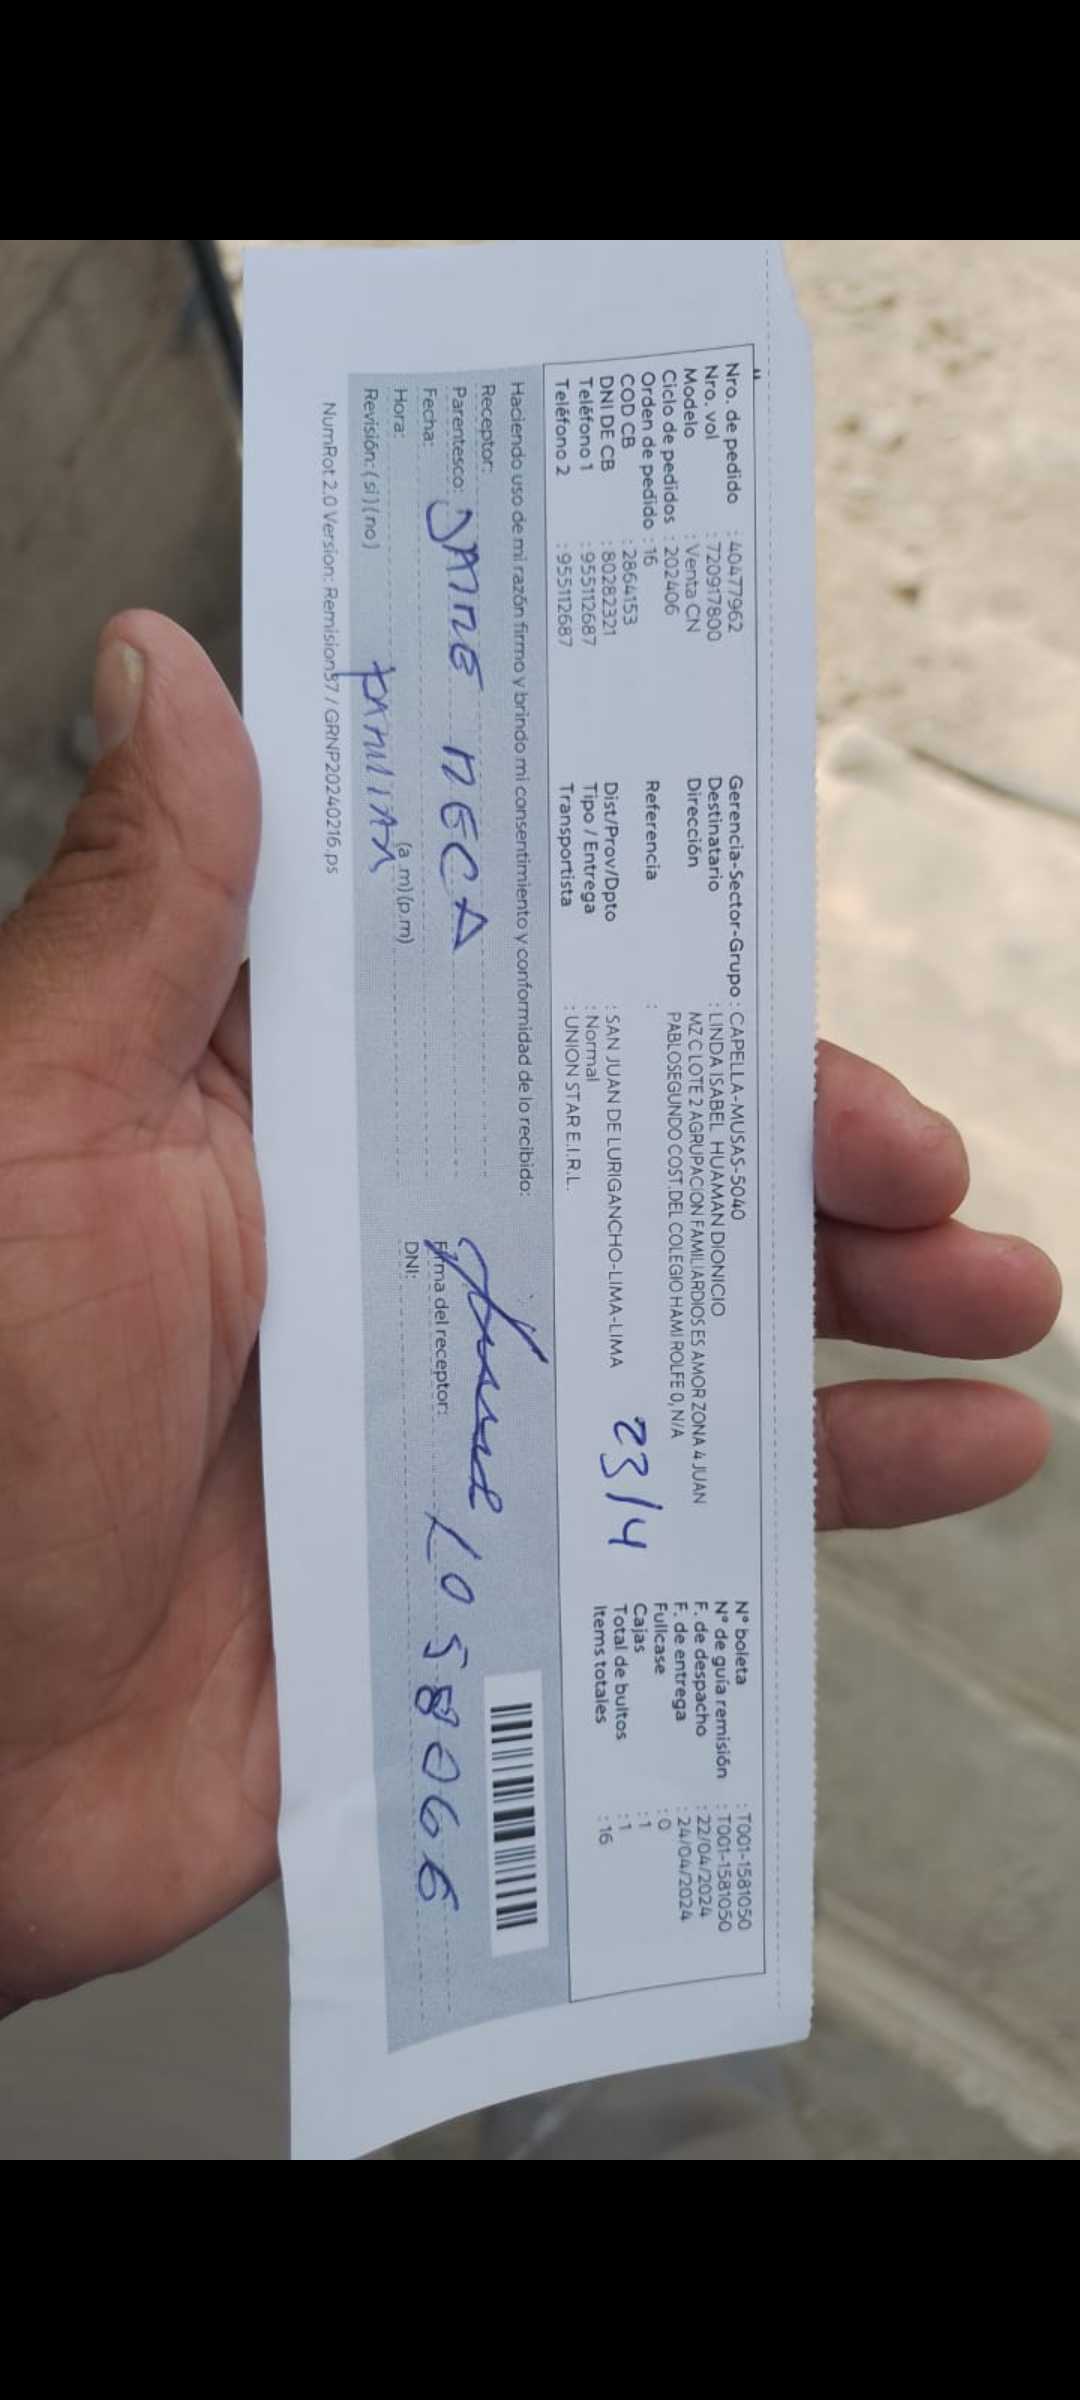 Nro. de pedido : 40477962
Nro. vol : 720917800
Modelo : Venta CN
Ciclo de pedidos : 202406
Orden de pedido : 16
COD CB : 2864153
DNI DE CB : 80282321
Teléfono 1 : 955112687
Teléfono 2 : 955112687
Gerencia-Sector-Grupo : CAPELLA-MUSAS-5040
Destinatario : LINDA ISABEL HUAMAN DIONICIO
Dirección MZ C LOTE 2 AGRUPACION FAMILIARDIOS ES AMOR ZONA 4 JUAN
PABLOSEGUNDO COST.DEL COLEGIO HAMI ROLFE 0, N/A
Referencia :
Dist/Prov/Dpto : SAN JUAN DE LURIGANCHO-LIMA-LIMA
Tipo / Entrega : Normal
Transportista : UNION STAR E.I.R.L.
23/4
N° boleta : T001-1581050
N° de guía remisión : T001-1581050
F. de despacho : 22/04/2024
F. de entrega : 24/04/2024
Fullcase : 0
Cajas : 1
Total de bultos : 1
Items totales : 16
Haciendo uso de mi razón firmo y brindo mi consentimiento y conformidad de lo recibido:
Receptor:
Parentesco:
Fecha:
Hora: (a.m)(p.m)
Revisión: (si) (no)
Firma del receptor:
DNI:
NumRot 2.0 Version: Remision37 / GRNP20240216.ps